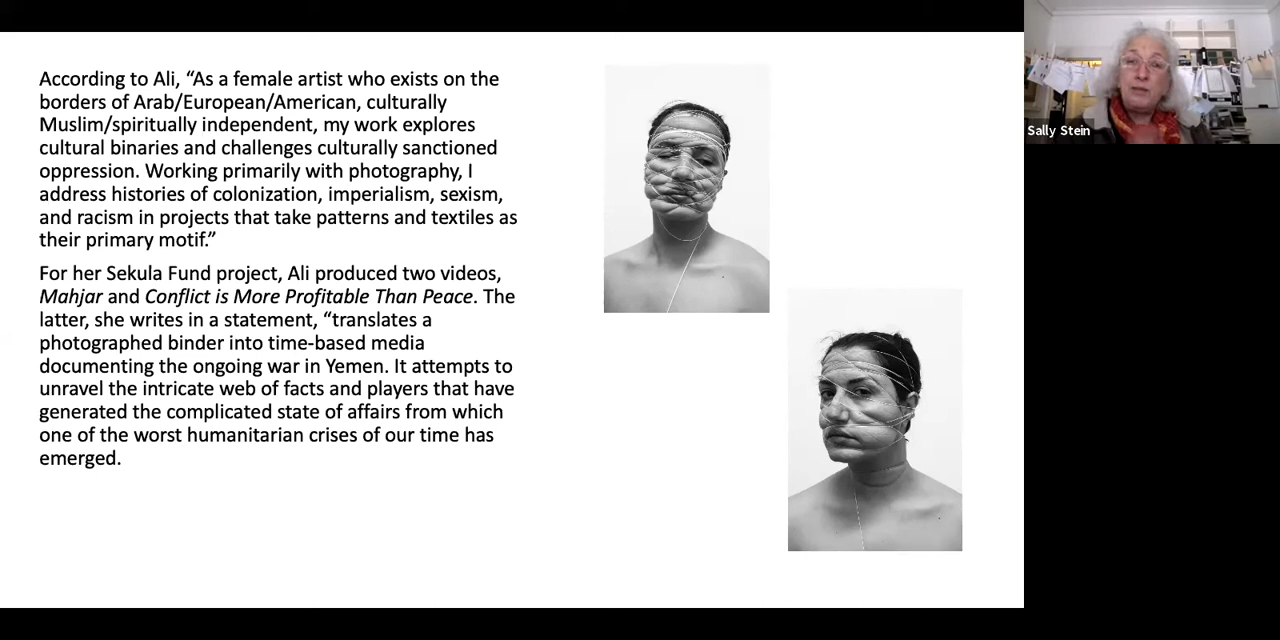 According to Ali, “As a female artist who exists on the
borders of Arab/European/American, culturally
Muslim/spiritually independent, my work explores
cultural binaries and challenges culturally sanctioned
oppression. Working primarily with photography, I
address histories of colonization, imperialism, sexism,
and racism in projects that take patterns and textiles as
their primary motif.”
For her Sekula Fund project, Ali produced two videos,
Mahjar and Conflict is More Profitable Than Peace. The
latter, she writes in a statement, “translates a
photographed binder into time-based media
documenting the ongoing war in Yemen. It attempts to
unravel the intricate web of facts and players that have
generated the complicated state of affairs from which
one of the worst humanitarian crises of our time has
emerged.
Sally Stein